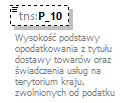 tns:P_10
Wysokość podstawy
opodatkowania z tytułu
dostawy towarów oraz
świadczenia usług na
terytorium kraju,
zwolnionych od podatku